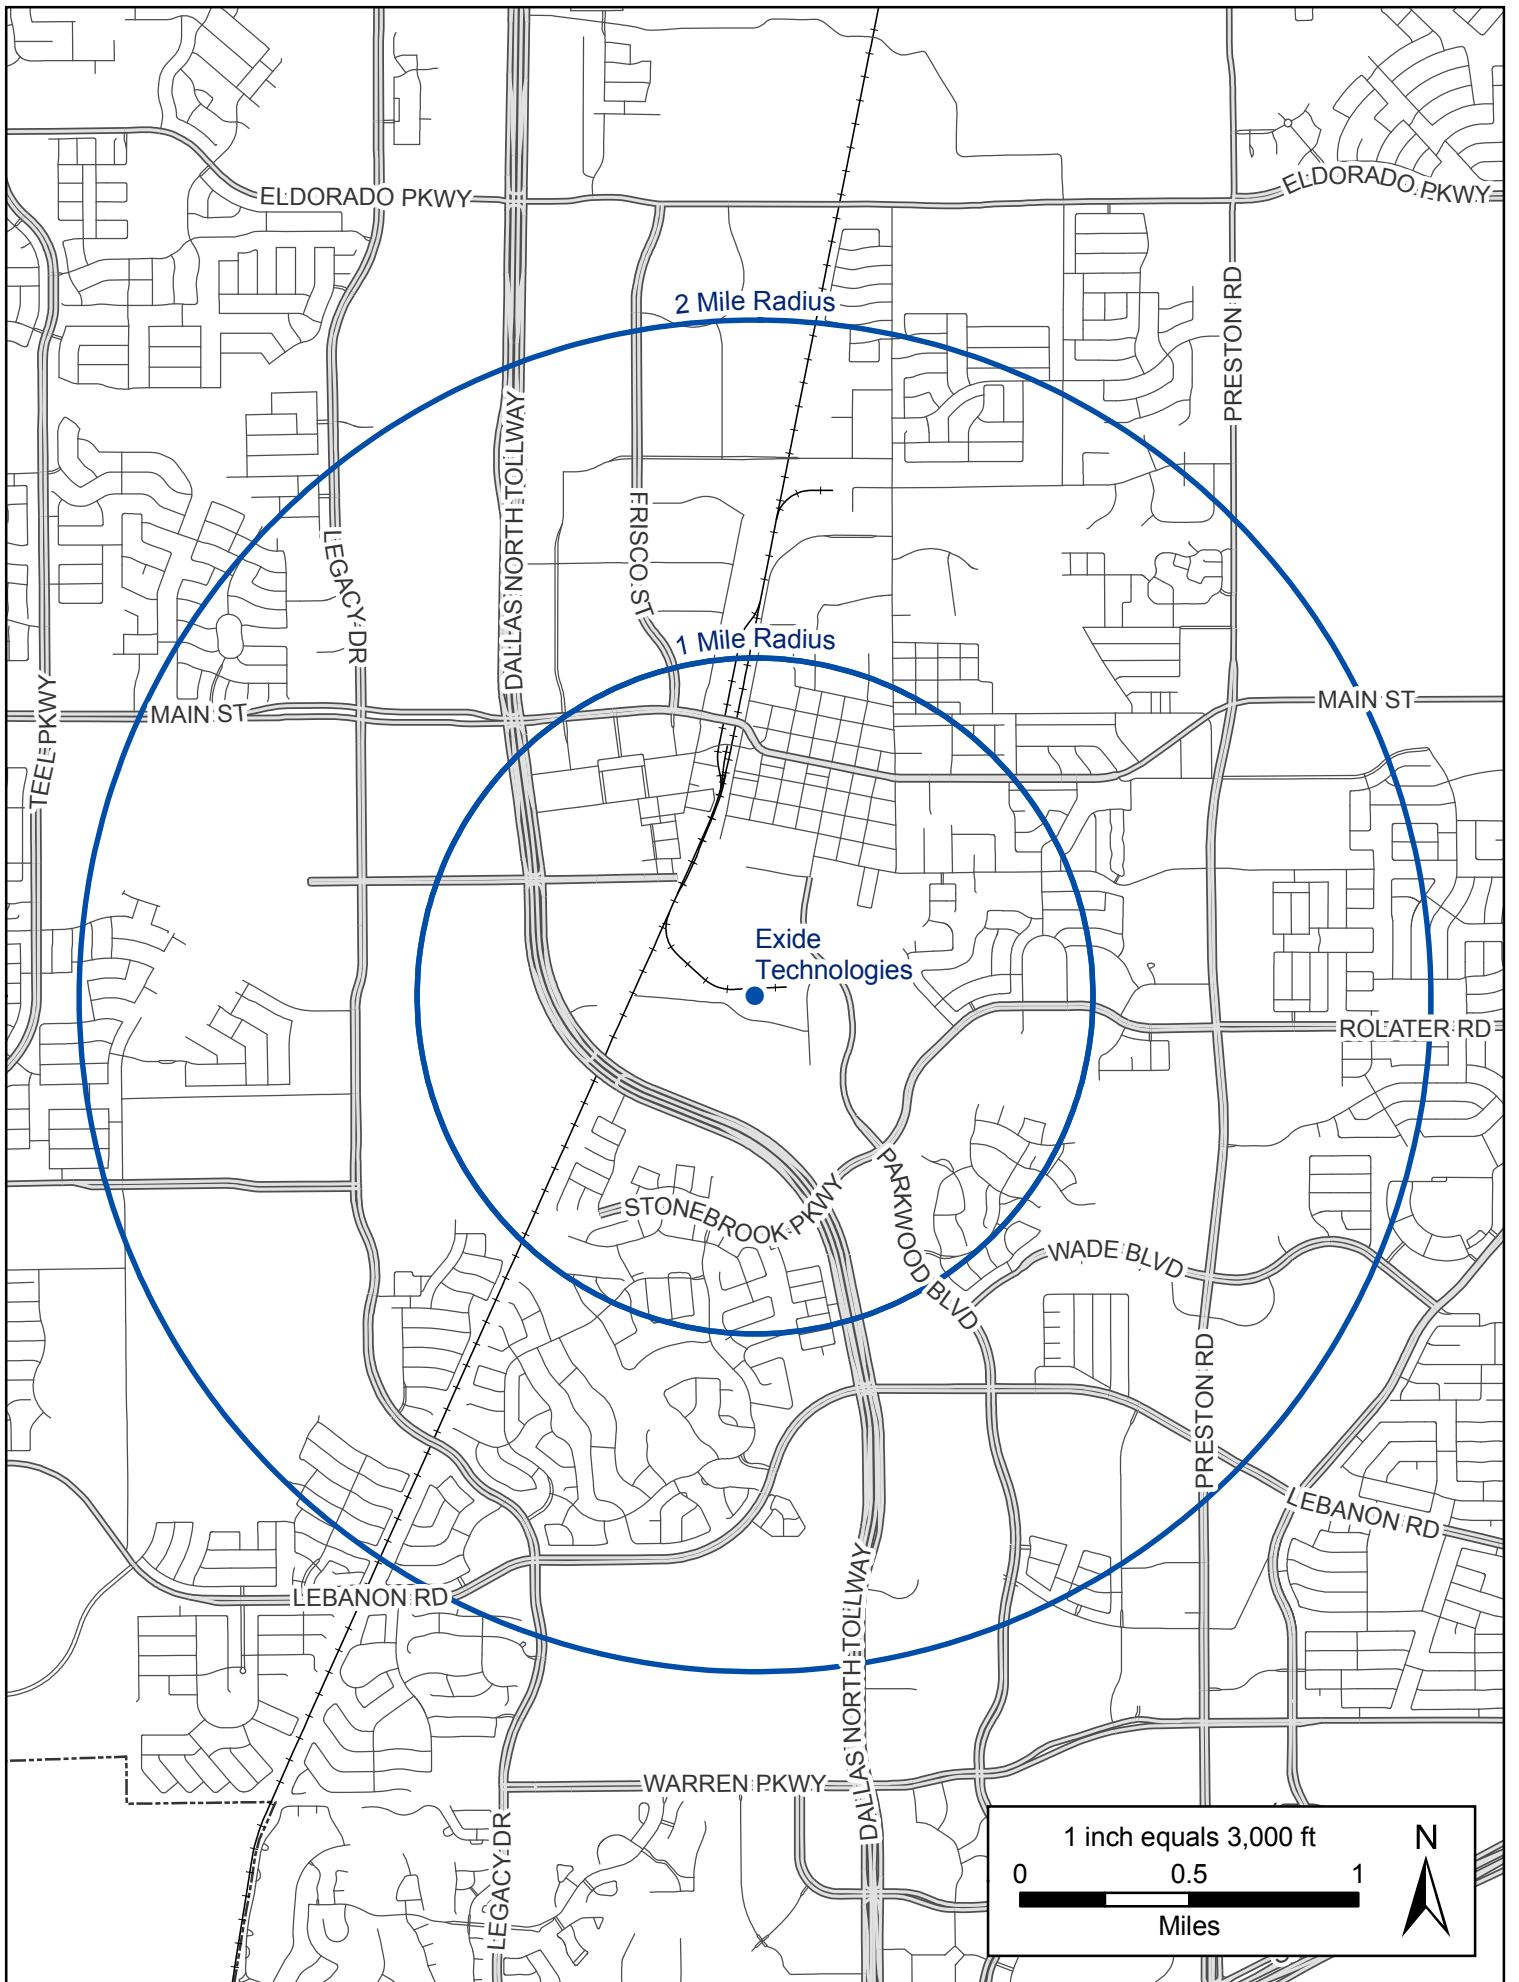 ELDORADO PKWY
ELDORADO PKWY
2 Mile Radius
PRESTON RD
DALLAS NORTH TOLLWAY
FRISCO ST
LEGACY DR
1 Mile Radius
TEEL PKWY
MAIN ST
MAIN ST
Exide
Technologies
ROLATER RD
STONEBROOK PKWY
PARKWOOD BLVD
WADE BLVD
PRESTON RD
LEBANON RD
LEBANON RD
DALLAS NORTH TOLLWAY
WARREN PKWY
LEGACY DR
1 inch equals 3,000 ft
N
0 0.5 1
Miles